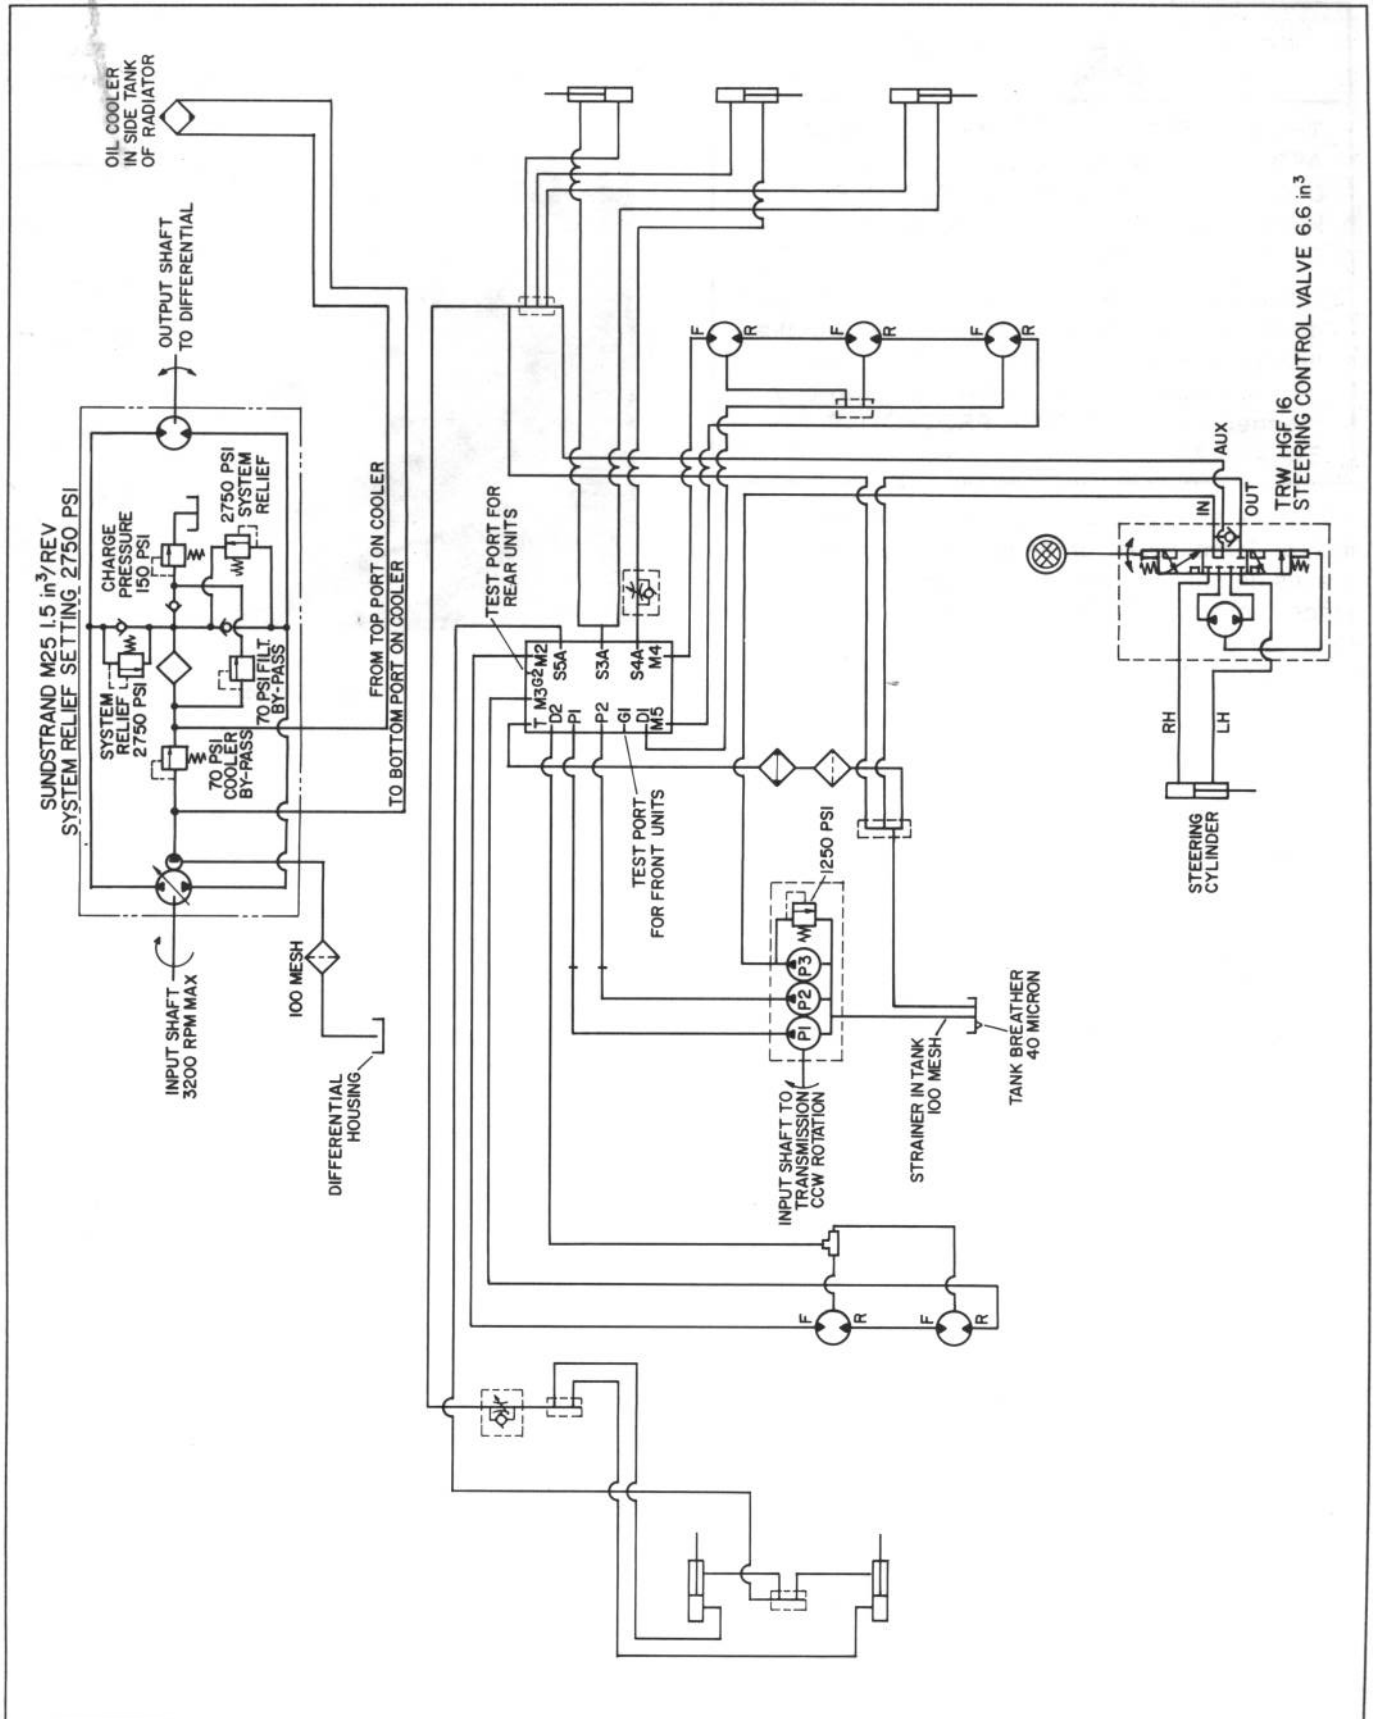 SUNDSTRAND M25 1.5 in³/REV
SYSTEM RELIEF SETTING 2750 PSI
OIL COOLER
IN SIDE TANK
OF RADIATOR
OUTPUT SHAFT
TO DIFFERENTIAL
CHARGE
PRESSURE
150 PSI
2750 PSI
SYSTEM
RELIEF
SYSTEM
RELIEF
2750 PSI
70 PSI
COOLER
BY-PASS
70 PSI FILT.
BY-PASS
FROM TOP PORT ON COOLER
TO BOTTOM PORT ON COOLER
INPUT SHAFT
3200 RPM MAX
100 MESH
DIFFERENTIAL
HOUSING
TEST PORT FOR
REAR UNITS
T
M3
G2
M2
D2
S5A
P1
P2
S3A
G1
D1
S4A
M5
M4
TEST PORT
FOR FRONT UNITS
F
R
F
R
F
R
1250 PSI
P1
P2
P3
INPUT SHAFT TO
TRANSMISSION
CCW ROTATION
STRAINER IN TANK
100 MESH
TANK BREATHER
40 MICRON
F
R
F
R
IN
AUX
OUT
TRW HGF 16
STEERING CONTROL VALVE 6.6 in³
RH
LH
STEERING
CYLINDER